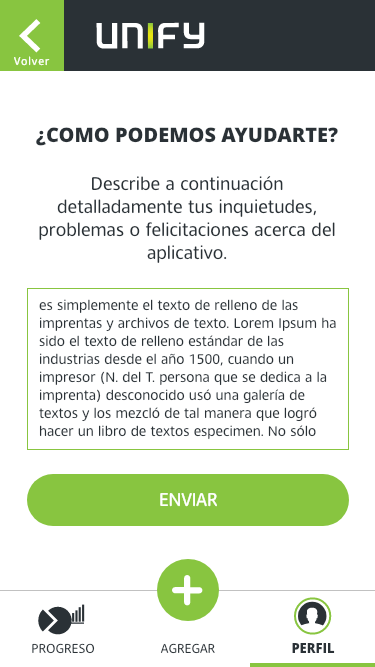 Volver
UNIFY
¿COMO PODEMOS AYUDARTE?
Describe a continuación
detalladamente tus inquietudes,
problemas o felicitaciones acerca del
aplicativo.
es simplemente el texto de relleno de las
imprentas y archivos de texto. Lorem Ipsum ha
sido el texto de relleno estándar de las
industrias desde el año 1500, cuando un
impresor (N. del T. persona que se dedica a la
imprenta) desconocido usó una galería de
textos y los mezcló de tal manera que logró
hacer un libro de textos especimen. No sólo
ENVIAR
PROGRESO
AGREGAR
PERFIL